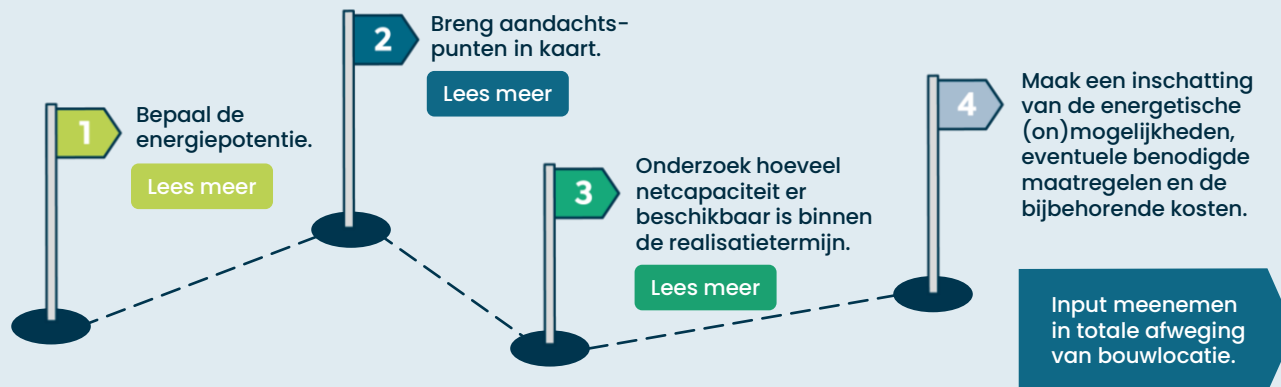 1
Bepaal de
energiepotentie.
Lees meer
2
Breng aandachts-
punten in kaart.
Lees meer
3
Onderzoek hoeveel
netcapaciteit er
beschikbaar is binnen
de realisatietermijn.
Lees meer
4
Maak een inschatting
van de energetische
(on)mogelijkheden,
eventuele benodigde
maatregelen en de
bijbehorende kosten.
Input meenemen
in totale afweging
van bouwlocatie.